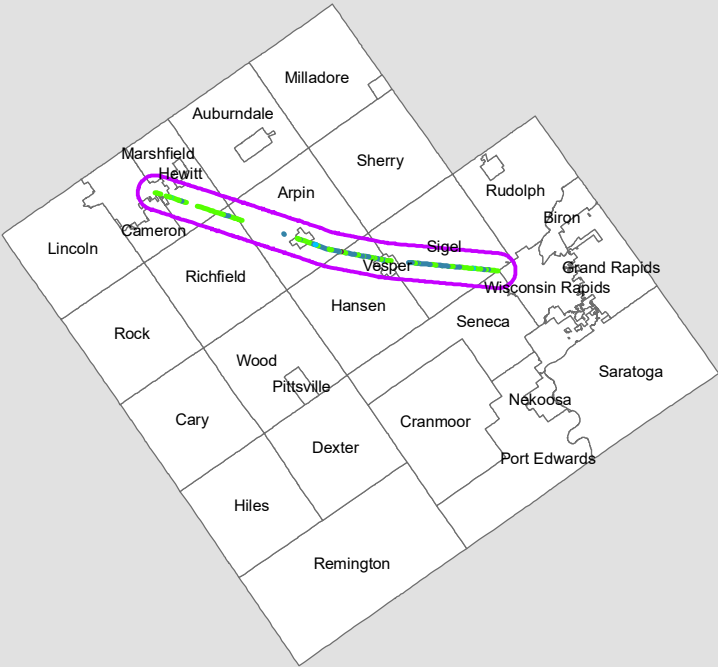 Milladore
Auburndale
Marshfield
Sherry
Hewitt
Rudolph
Arpin
Biron
Cameron
Sigel
Lincoln
Vesper
Grand Rapids
Richfield
Wisconsin Rapids
Hansen
Seneca
Rock
Wood
Saratoga
Pittsville
Nekoosa
Cary
Cranmoor
Dexter
Port Edwards
Hiles
Remington